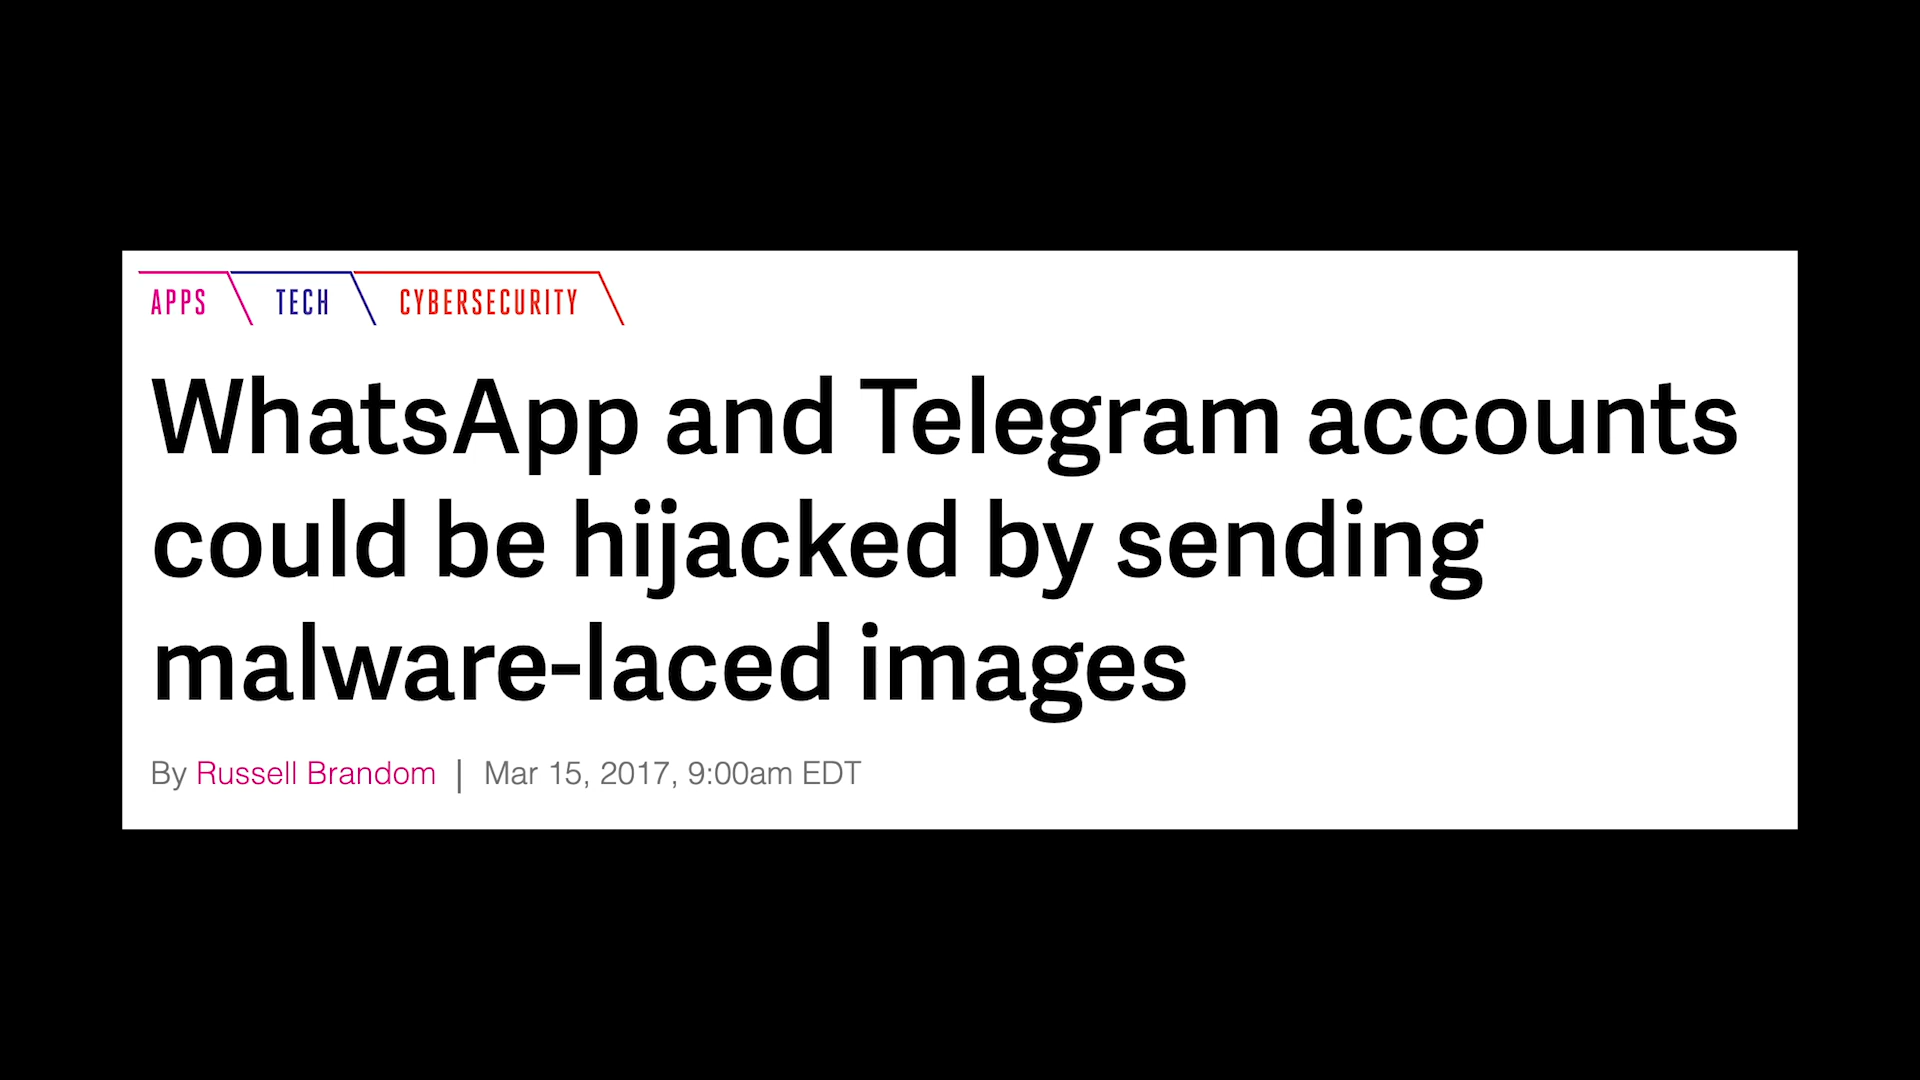 APPS TECH CYBERSECURITY
WhatsApp and Telegram accounts
could be hijacked by sending
malware-laced images
By Russell Brandom | Mar 15, 2017, 9:00am EDT